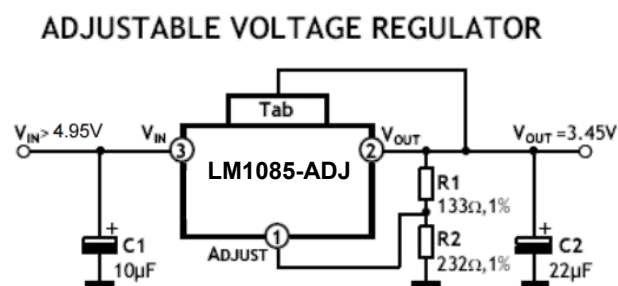 ADJUSTABLE VOLTAGE REGULATOR
Tab
VIN> 4.95V
VIN
3
LM1085-ADJ
2
VOUT
VOUT =3.45V
R1
133Ω,1%
1
ADJUST
R2
232Ω,1%
+
C1
10µF
+
C2
22µF